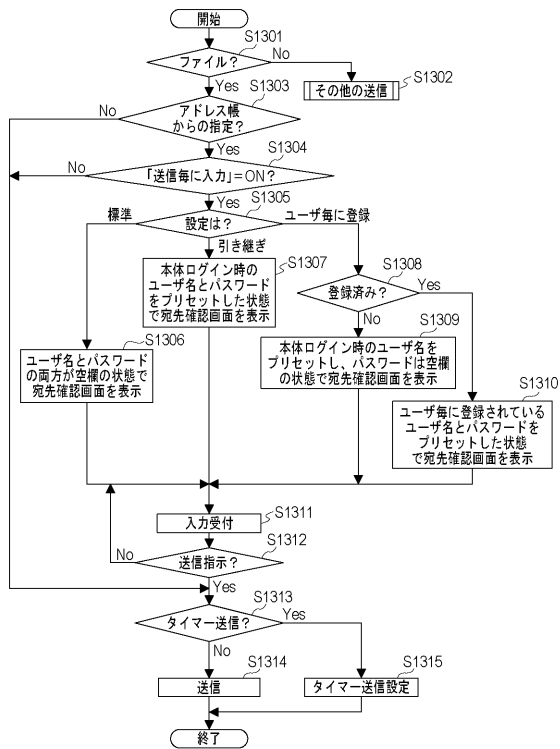 開始
S1301
ファイル?
No
S1302
その他の送信
Yes
S1303
No
アドレス帳
からの指定?
Yes
S1304
No
「送信毎に入力」=ON?
Yes
S1305
標準
設定は?
ユーザ毎に登録
引き継ぎ
S1307
本体ログイン時の
ユーザ名とパスワード
をプリセットした状態
で宛先確認画面を表示
S1308
登録済み?
Yes
No
S1306
ユーザ名とパスワード
の両方が空欄の状態で
宛先確認画面を表示
S1309
本体ログイン時のユーザ名を
プリセットし、パスワードは空欄
の状態で宛先確認画面を表示
S1310
ユーザ毎に登録されている
ユーザ名とパスワードを
プリセットした状態
で宛先確認画面を表示
S1311
入力受付
S1312
No
送信指示?
Yes
S1313
タイマー送信?
Yes
No
S1314
送信
S1315
タイマー送信設定
終了